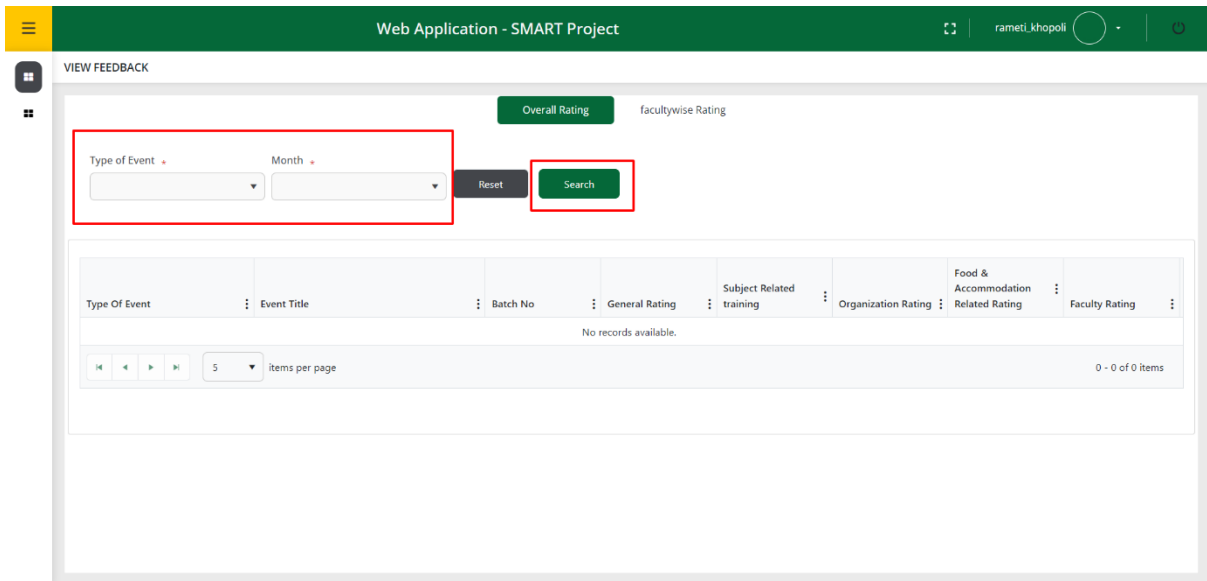 Web Application - SMART Project
rameti_khopoli
VIEW FEEDBACK
Overall Rating facultywise Rating
Type of Event * Month *
Reset Search
Type Of Event Event Title Batch No General Rating Subject Related training Organization Rating Food & Accommodation Related Rating Faculty Rating
No records available.
5 items per page 0 - 0 of 0 items